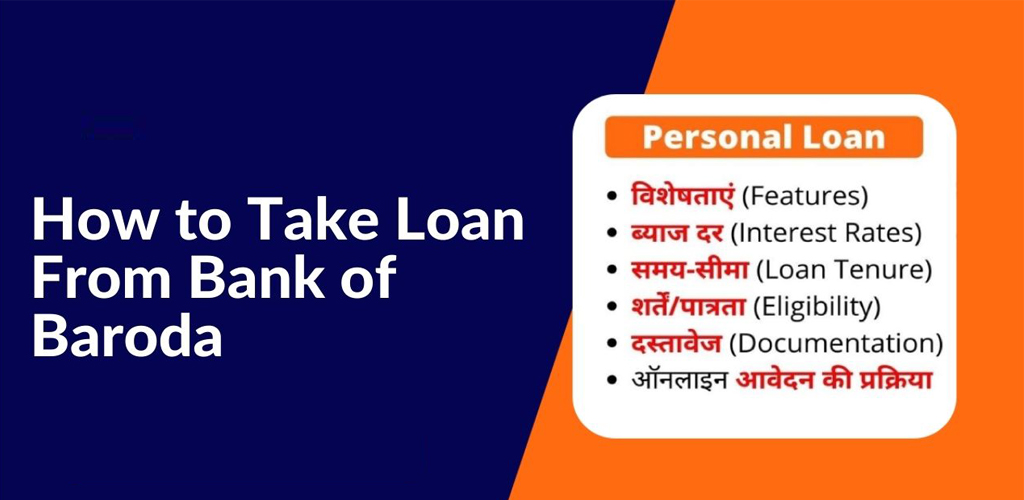 How to Take Loan
From Bank of
Baroda
Personal Loan
• विशेषताएं (Features)
• ब्याज दर (Interest Rates)
• समय-सीमा (Loan Tenure)
• शर्तें/पात्रता (Eligibility)
• दस्तावेज (Documentation)
• ऑनलाइन आवेदन की प्रक्रिया